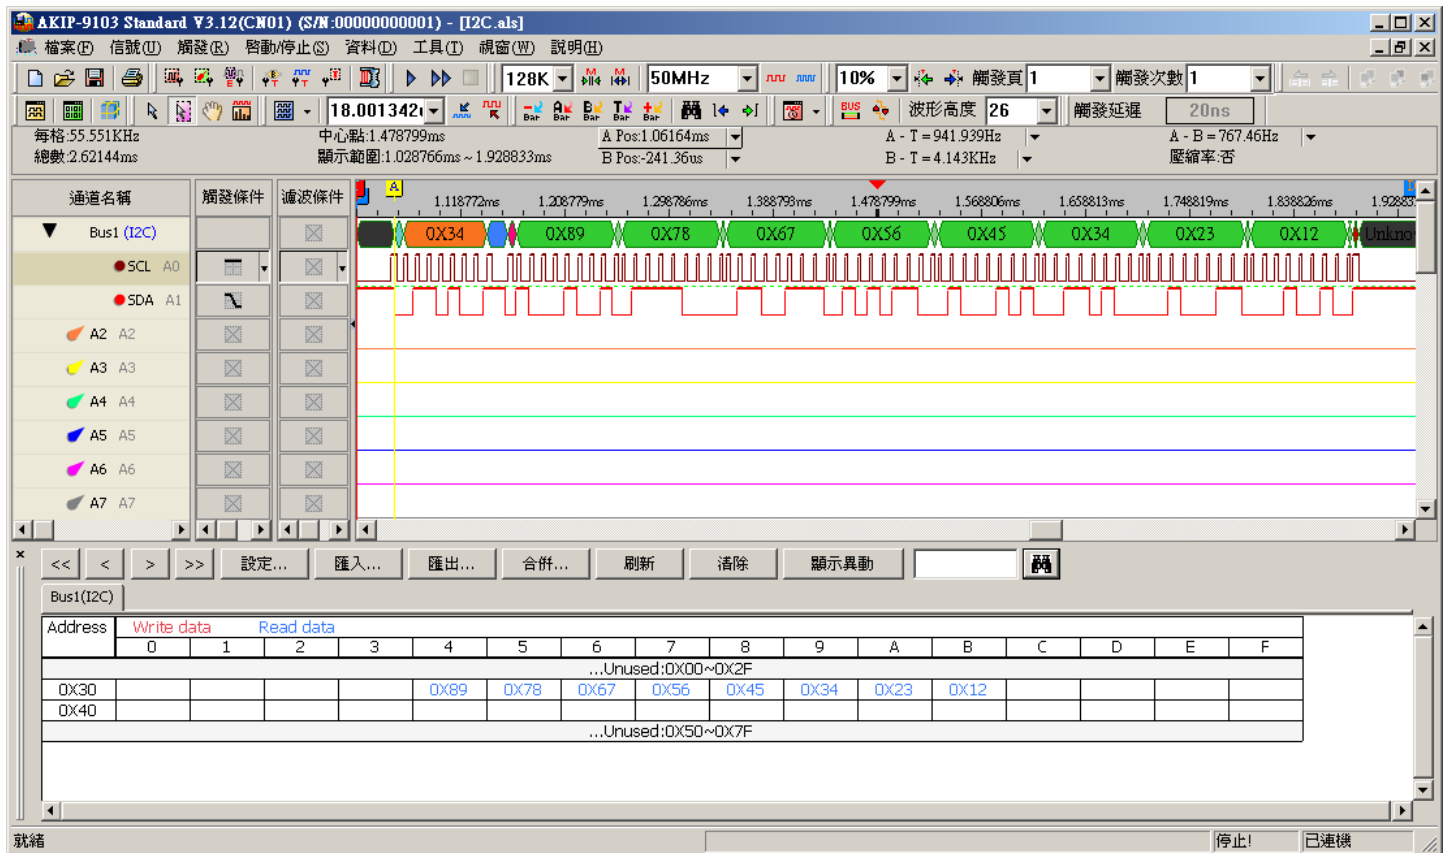 AKIP-9103 Standard V3.12(CN01) (S/N:00000000001) - [I2C.als]
檔案(F) 信號(U) 觸發(R) 啓動/停止(S) 資料(D) 工具(T) 視窗(W) 說明(H)
128K 50MHz 10% 觸發頁 1 觸發次數 1
18.001342 Bar Bar Bar Bar Bar BUS 波形高度 26 觸發延遲 20ns
每格:55.551KHz 中心點:1.478799ms A Pos:1.06164ms A - T = 941.939Hz A - B = 767.46Hz
總數:2.62144ms 顯示範圍:1.028766ms ~ 1.928833ms B Pos:-241.36us B - T = 4.143KHz 壓縮率:否
通道名稱 觸發條件 濾波條件 A 1.118772ms 1.208779ms 1.298786ms 1.388793ms 1.478799ms 1.568806ms 1.658813ms 1.748819ms 1.838826ms 1.92883
Bus1 (I2C) 0X34 0X89 0X78 0X67 0X56 0X45 0X34 0X23 0X12 Unkno
SCL A0
SDA A1
A2 A2
A3 A3
A4 A4
A5 A5
A6 A6
A7 A7
<< < > >> 設定... 匯入... 匯出... 合併... 刷新 清除 顯示異動
Bus1(I2C)
Address Write data Read data
0 1 2 3 4 5 6 7 8 9 A B C D E F
...Unused:0X00~0X2F
0X30 0X89 0X78 0X67 0X56 0X45 0X34 0X23 0X12
0X40
...Unused:0X50~0X7F
就緒 停止! 已連機